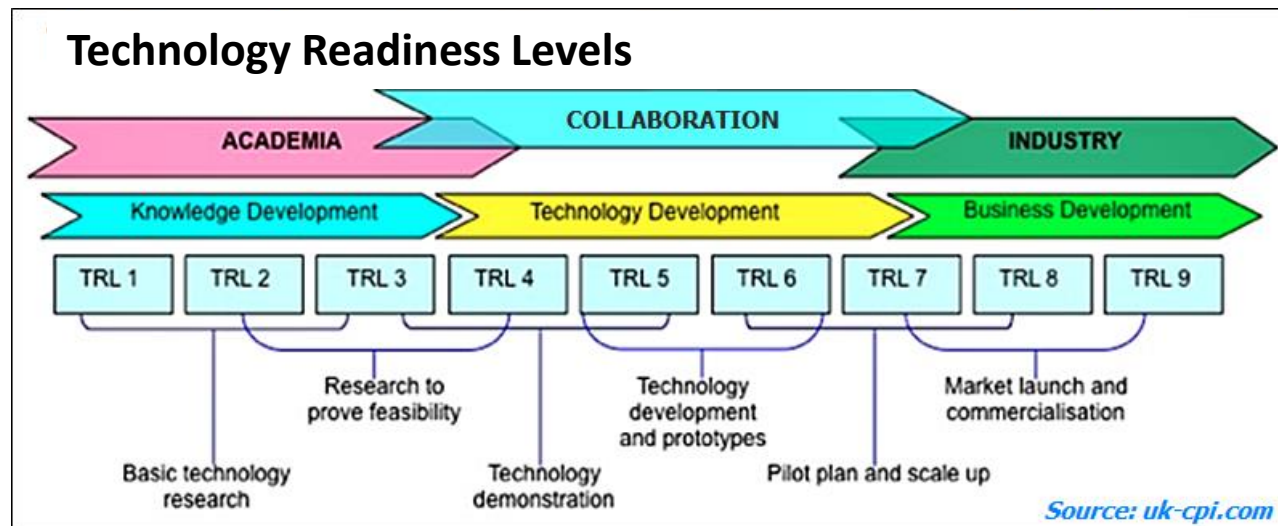 Technology Readiness Levels
COLLABORATION
ACADEMIA
INDUSTRY
Knowledge Development
Technology Development
Business Development
TRL 1
TRL 2
TRL 3
TRL 4
TRL 5
TRL 6
TRL 7
TRL 8
TRL 9
Research to
prove feasibility
Technology
development
and prototypes
Market launch and
commercialisation
Basic technology
research
Technology
demonstration
Pilot plan and scale up
Source: uk-cpi.com